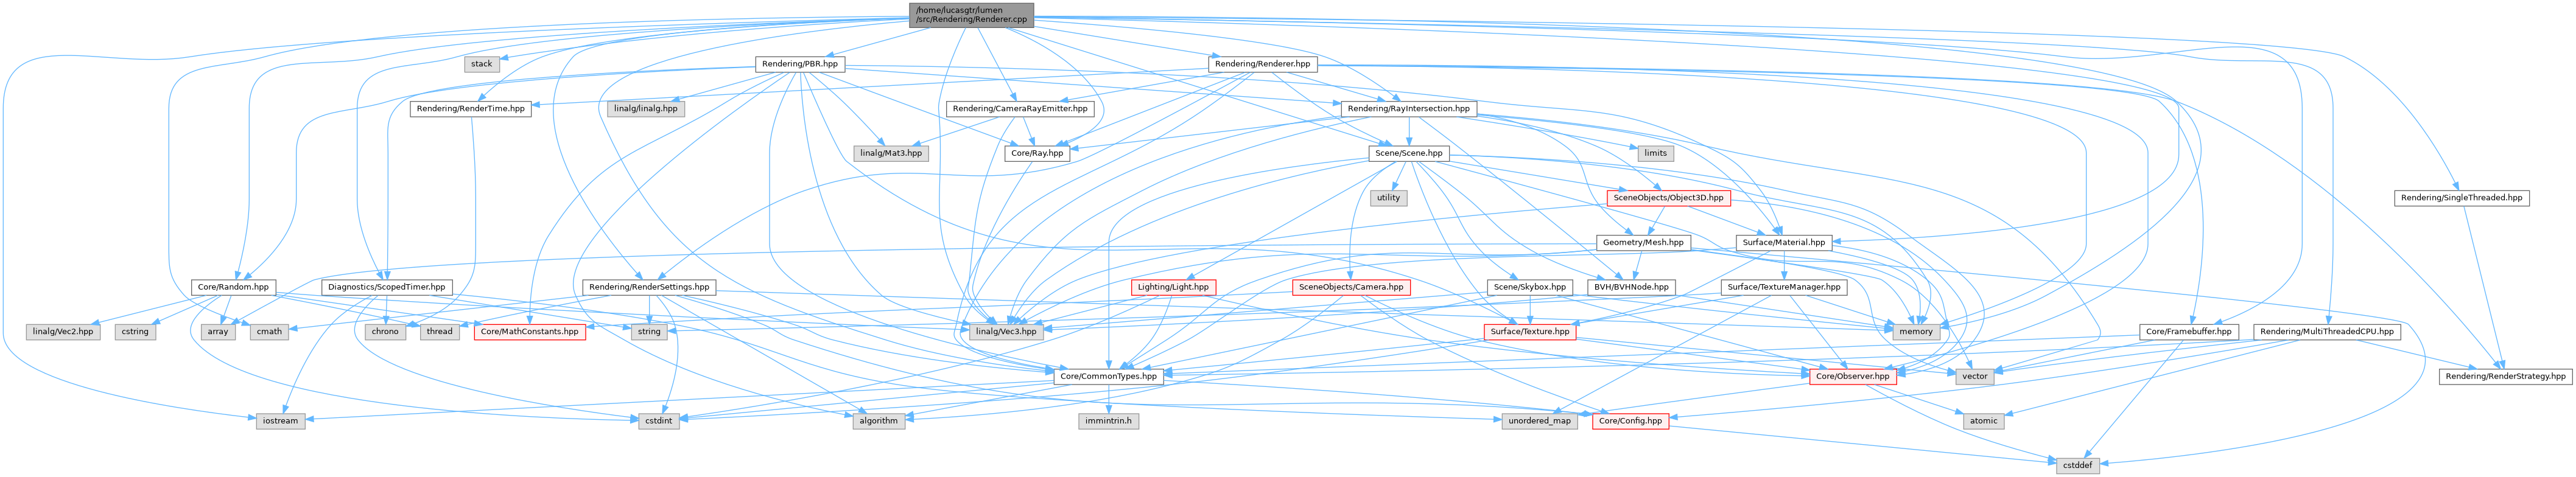 /home/lucasgtr/lumen
/src/Rendering/Renderer.cpp
stack
Rendering/PBR.hpp
Rendering/Renderer.hpp
Rendering/RenderTime.hpp
linalg/linalg.hpp
Rendering/CameraRayEmitter.hpp
Rendering/RayIntersection.hpp
linalg/Mat3.hpp
Core/Ray.hpp
Scene/Scene.hpp
limits
utility
SceneObjects/Object3D.hpp
Rendering/SingleThreaded.hpp
Geometry/Mesh.hpp
Surface/Material.hpp
Core/Random.hpp
Diagnostics/ScopedTimer.hpp
Rendering/RenderSettings.hpp
Lighting/Light.hpp
SceneObjects/Camera.hpp
Scene/Skybox.hpp
BVH/BVHNode.hpp
Surface/TextureManager.hpp
linalg/Vec2.hpp
cstring
array
cmath
chrono
thread
Core/MathConstants.hpp
string
linalg/Vec3.hpp
Surface/Texture.hpp
memory
Core/Framebuffer.hpp
Rendering/MultiThreadedCPU.hpp
Core/CommonTypes.hpp
Core/Observer.hpp
vector
Rendering/RenderStrategy.hpp
iostream
cstdint
algorithm
immintrin.h
unordered_map
Core/Config.hpp
atomic
cstddef